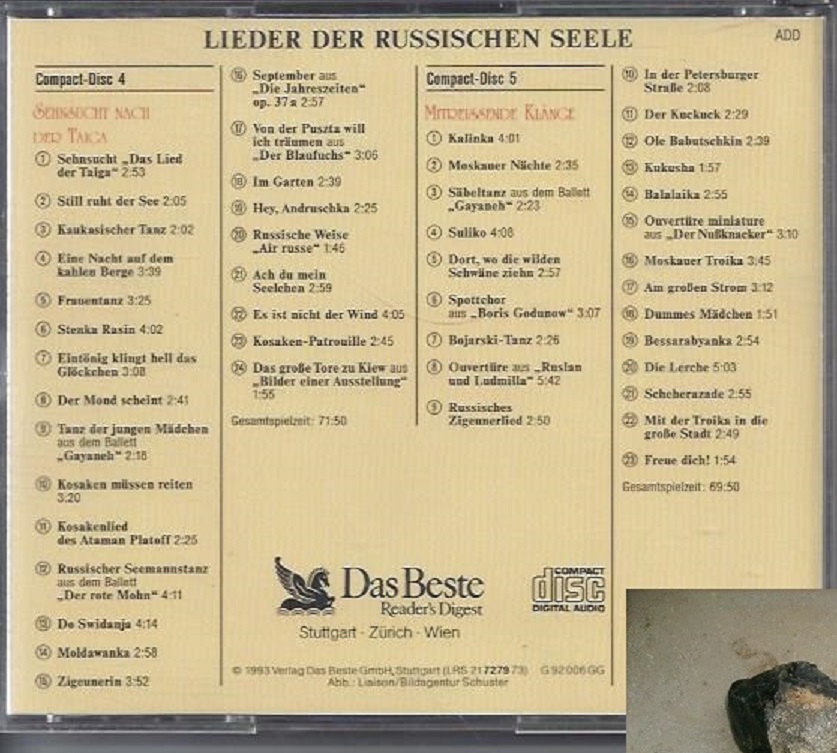 LIEDER DER RUSSISCHEN SEELE
ADD
Compact-Disc 4
SEHNSUCHT NACH
DER TAIGA
① Sehnsucht „Das Lied
der Taiga“ 2:53
② Still ruht der See 2:05
③ Kaukasischer Tanz 2:02
④ Eine Nacht auf dem
kahlen Berge 3:39
⑤ Frauentanz 3:25
⑥ Stenka Rasin 4:02
⑦ Eintönig klingt hell das
Glöckchen 3:08
⑧ Der Mond scheint 2:41
⑨ Tanz der jungen Mädchen
aus dem Ballett
„Gayaneh“ 2:18
⑩ Kosaken müssen reiten
3:20
⑪ Kosakenlied
des Ataman Platoff 2:25
⑫ Russischer Seemannstanz
aus dem Ballett
„Der rote Mohn“ 4:11
⑬ Do Swidanja 4:14
⑭ Moldawanka 2:58
⑮ Zigeunerin 3:52
⑯ September aus
„Die Jahreszeiten“
op. 37a 2:57
⑰ Von der Puszta will
ich träumen aus
„Der Blaufuchs“ 3:06
⑱ Im Garten 2:39
⑲ Hey, Andruschka 2:25
⑳ Russische Weise
„Air russe“ 1:46
㉑ Ach du mein
Seelchen 2:59
㉒ Es ist nicht der Wind 4:05
㉓ Kosaken-Patrouille 2:45
㉔ Das große Tore zu Kiew aus
„Bilder einer Ausstellung“
1:55
Gesamtspielzeit: 71:50
Compact-Disc 5
MITREISSENDE KLÄNGE
① Kalinka 4:01
② Moskauer Nächte 2:35
③ Säbeltanz aus dem Ballett
„Gayaneh“ 2:23
④ Suliko 4:08
⑤ Dort, wo die wilden
Schwäne ziehn 2:57
⑥ Spottchor
aus „Boris Godunow“ 3:07
⑦ Bojarski-Tanz 2:26
⑧ Ouvertüre aus „Ruslan
und Ludmilla“ 5:42
⑨ Russisches
Zigeunerlied 2:50
⑩ In der Petersburger
Straße 2:08
⑪ Der Kuckuck 2:29
⑫ Ole Babutschkin 2:39
⑬ Kukusha 1:57
⑭ Balalaika 2:55
⑮ Ouvertüre miniature
aus „Der Nußknacker“ 3:10
⑯ Moskauer Troika 3:45
⑰ Am großen Strom 3:12
⑱ Dummes Mädchen 1:51
⑲ Bessarabyanka 2:54
⑳ Die Lerche 5:03
㉑ Scheherazade 2:55
㉒ Mit der Troika in die
große Stadt 2:49
㉓ Freue dich! 1:54
Gesamtspielzeit: 69:50
Das Beste
Reader's Digest
Stuttgart · Zürich · Wien
COMPACT
disc
DIGITAL AUDIO
© 1993 Verlag Das Beste GmbH, Stuttgart (LRS 21 7279 73) G 92 006 GG
Abb.: Liaison/Bildagentur Schuster